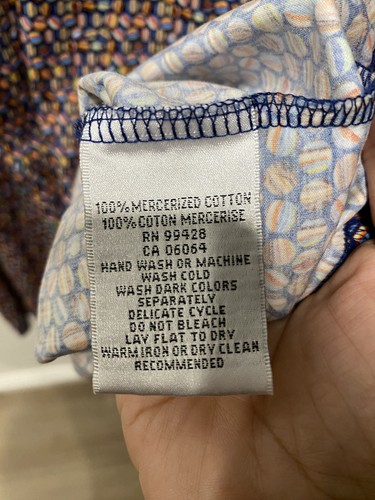 100% MERCERIZED COTTON
100% COTON MERCERISE
RN 99428
CA 06064
HAND WASH OR MACHINE
WASH COLD
WASH DARK COLORS
SEPARATELY
DELICATE CYCLE
DO NOT BLEACH
LAY FLAT TO DRY
WARM IRON OR DRY CLEAN
RECOMMENDED